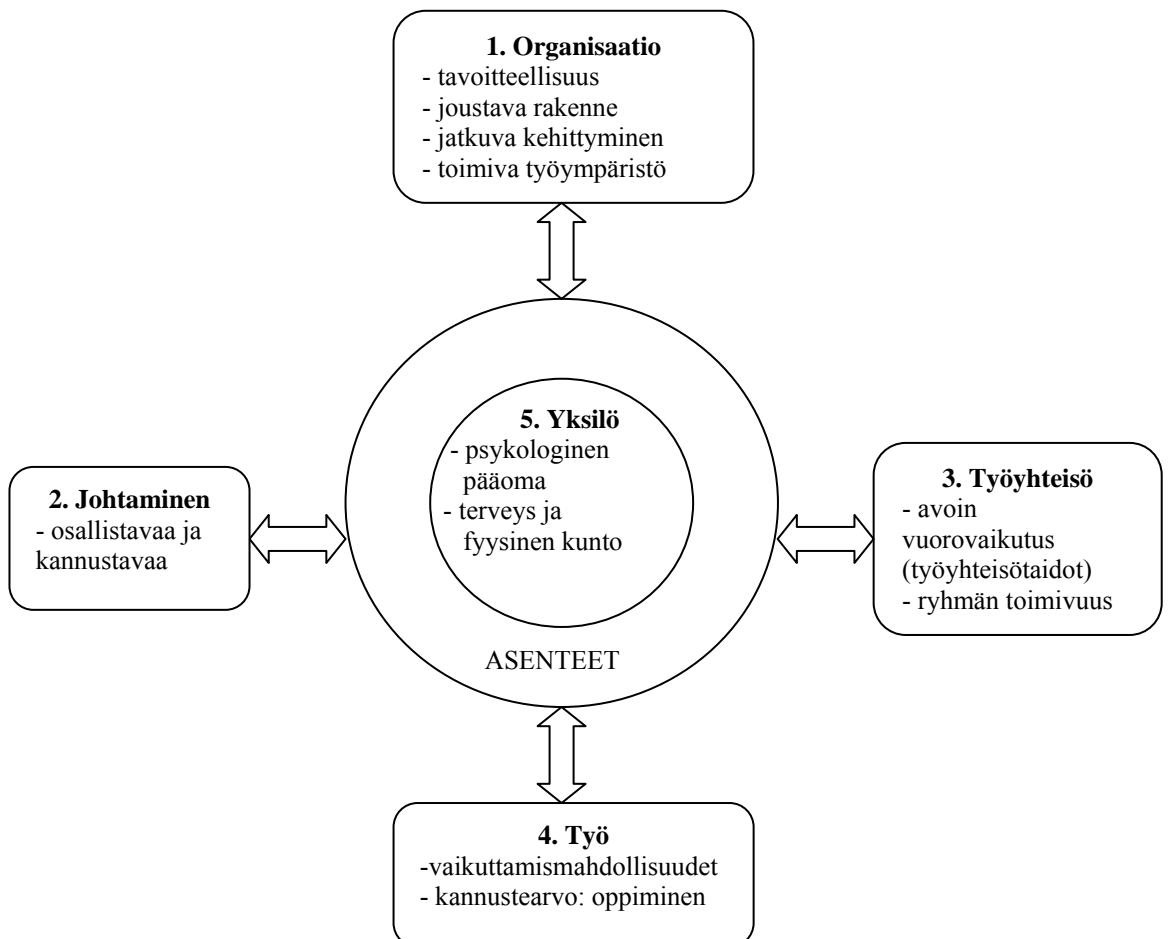 1. Organisaatio
- tavoitteellisuus
- joustava rakenne
- jatkuva kehittyminen
- toimiva työympäristö
5. Yksilö
- psykologinen
pääoma
- terveys ja
fyysinen kunto
ASENTEET
2. Johtaminen
- osallistavaa ja
kannustavaa
3. Työyhteisö
- avoin
vuorovaikutus
(työyhteisötaidot)
- ryhmän toimivuus
4. Työ
-vaikuttamismahdollisuudet
- kannustearvo: oppiminen